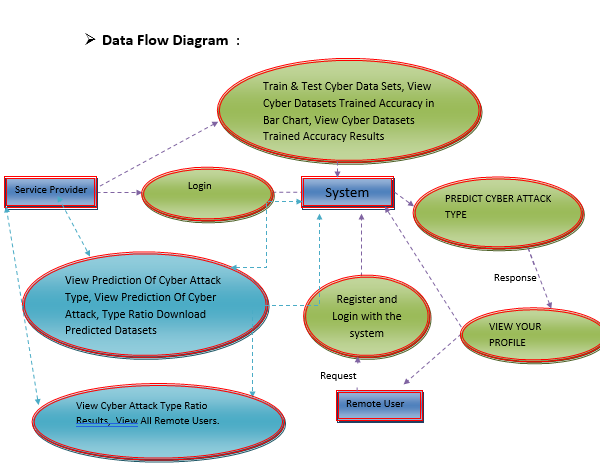 Data Flow Diagram :
Train & Test Cyber Data Sets, View
Cyber Datasets Trained Accuracy in
Bar Chart, View Cyber Datasets
Trained Accuracy Results
Service Provider
Login
System
PREDICT CYBER ATTACK
TYPE
View Prediction Of Cyber Attack
Type, View Prediction Of Cyber
Attack, Type Ratio Download
Predicted Datasets
Register and
Login with the
system
Response
VIEW YOUR
PROFILE
Request
Remote User
View Cyber Attack Type Ratio
Results, View All Remote Users.